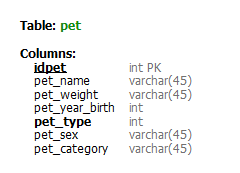 Table: pet
Columns:
idpet int PK
pet_name varchar(45)
pet_weight varchar(45)
pet_year_birth int
pet_type int
pet_sex varchar(45)
pet_category varchar(45)